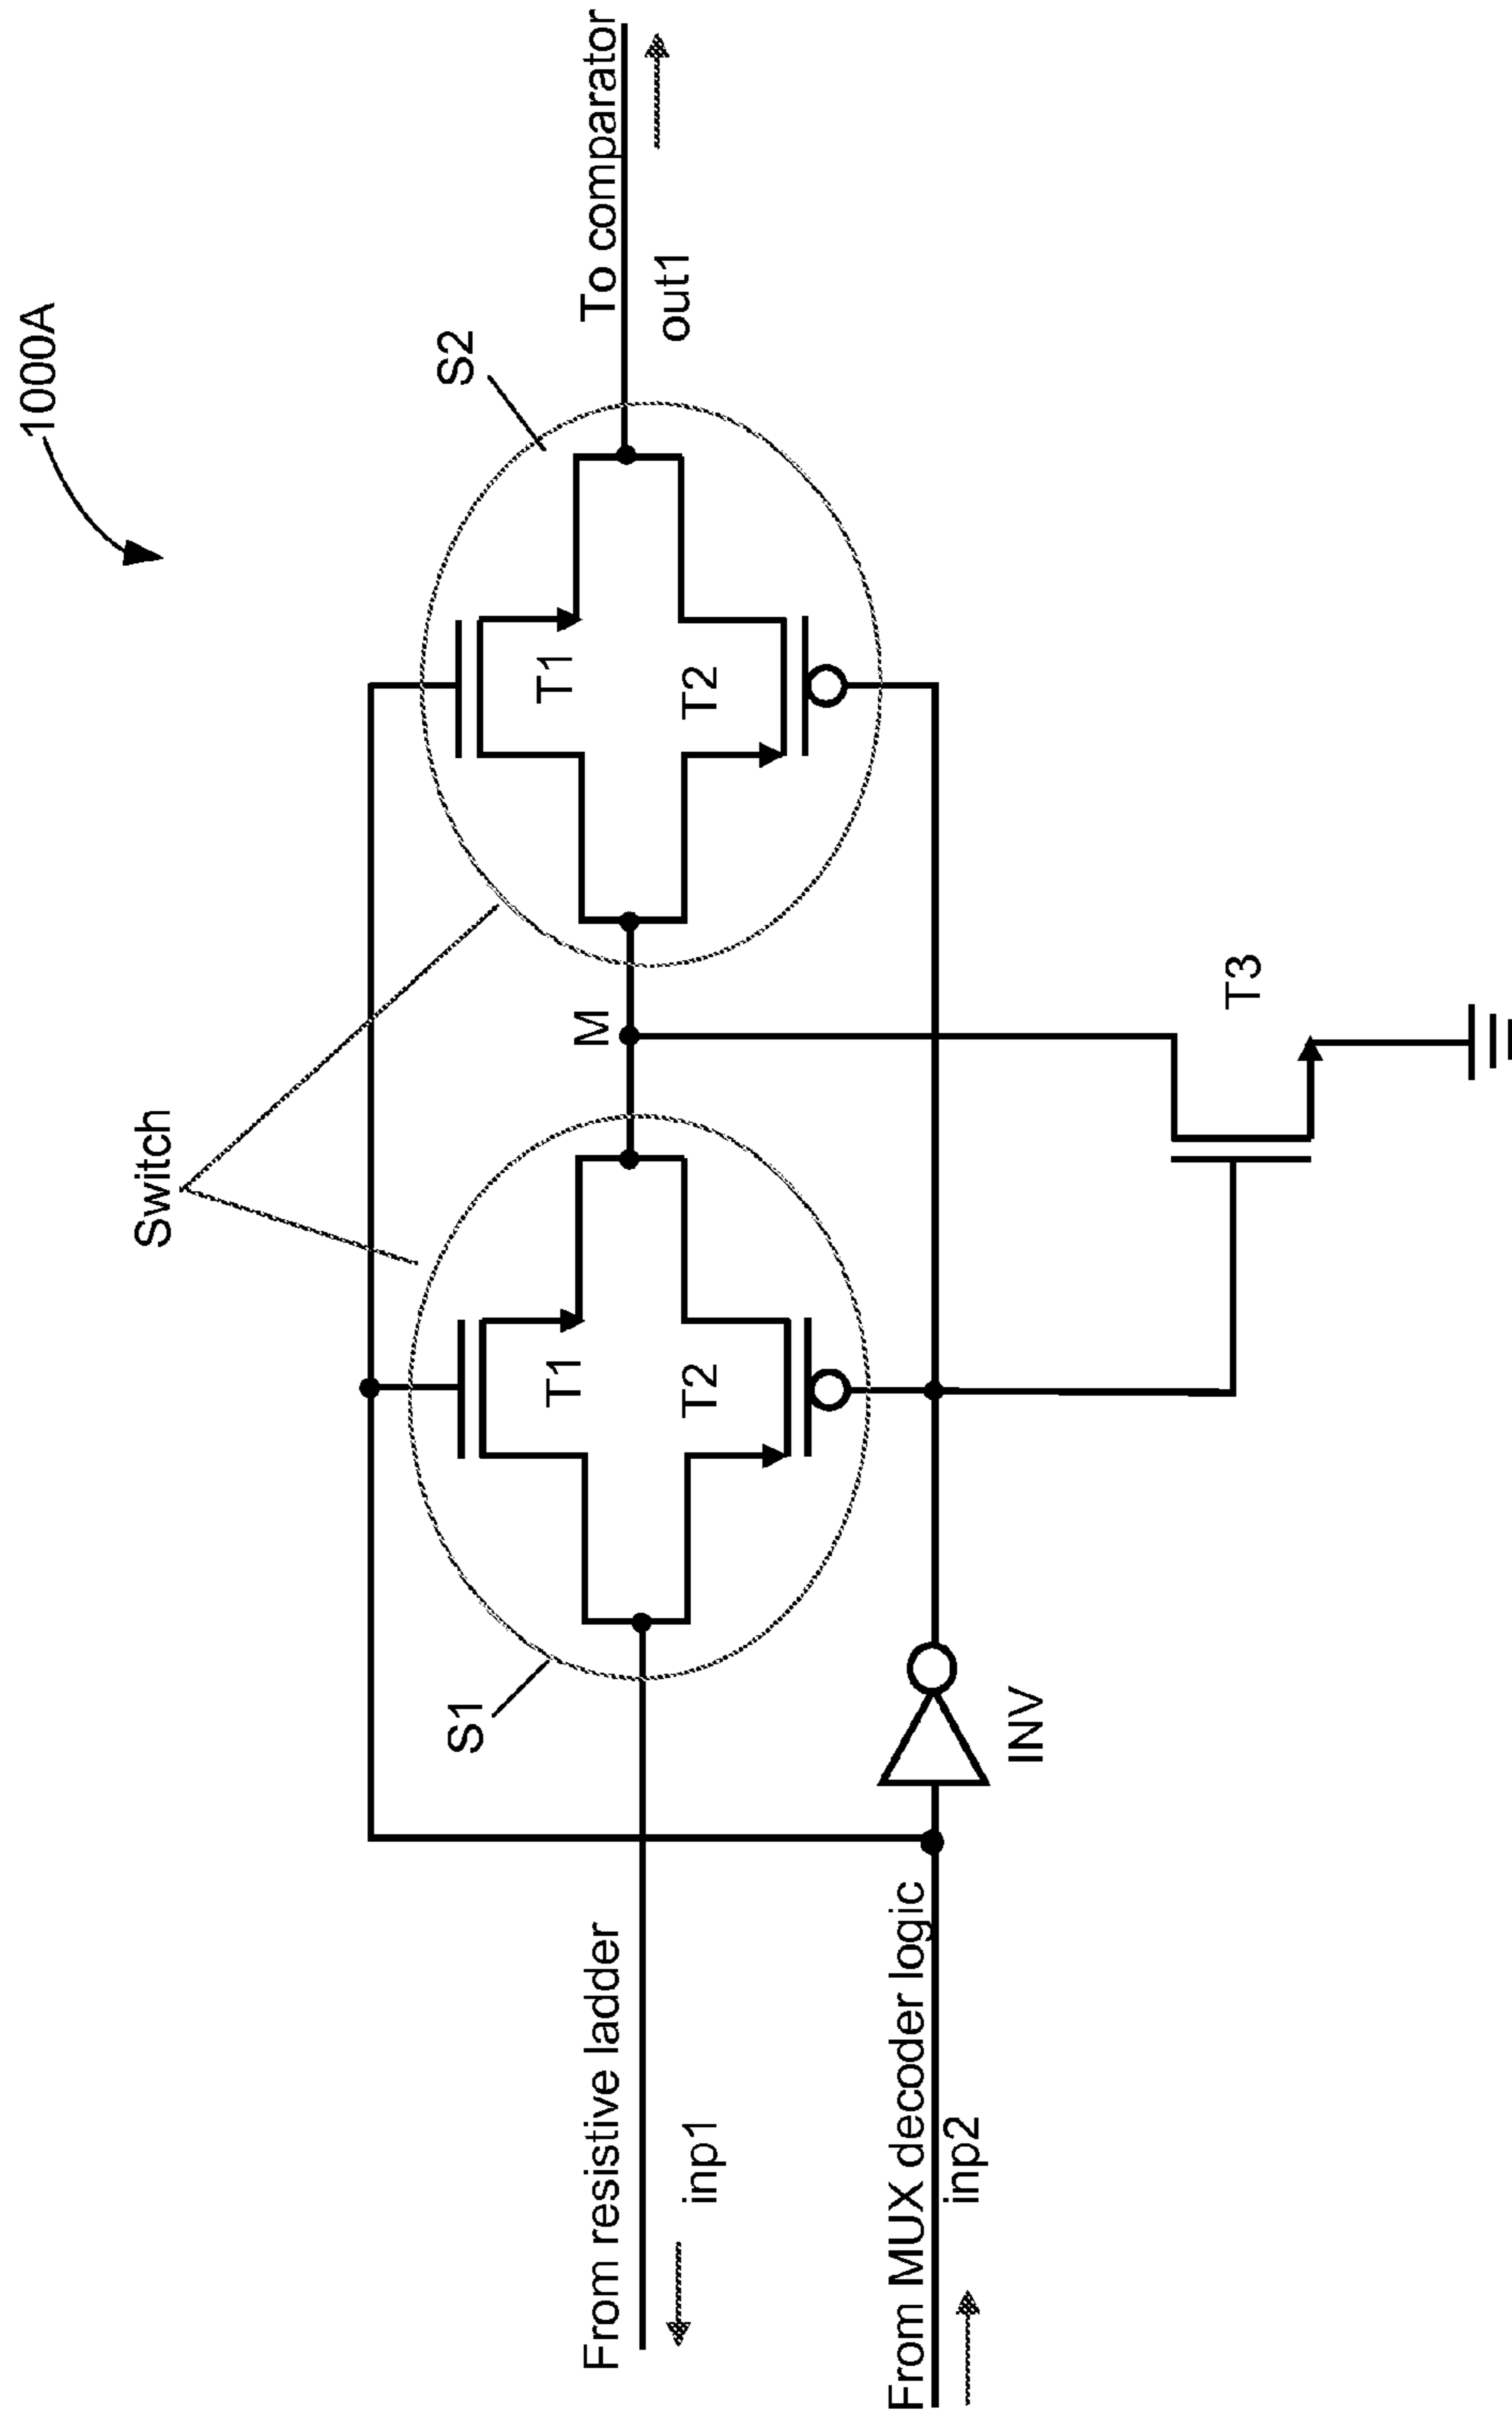 1000A
Switch
S1
S2
T1
T1
T2
T2
M
From resistive ladder
inp1
To comparator
out1
From MUX decoder logic
inp2
INV
T3